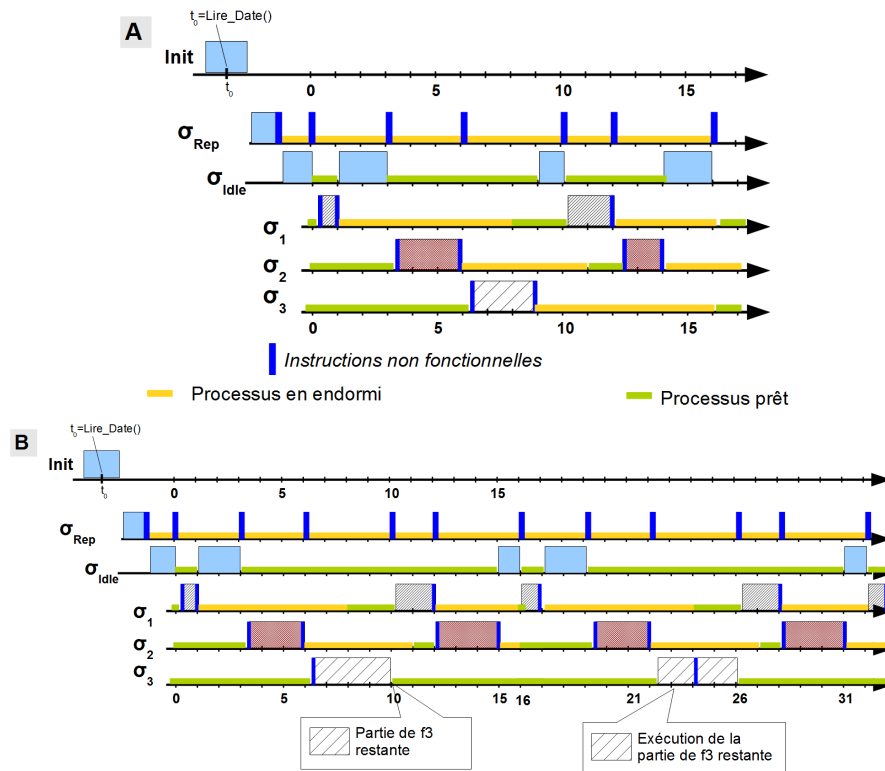 t0=Lire_Date()
A
Init
t0
0 5 10 15
σRep
σIdle
σ1
σ2
σ3
0 5 10 15
Instructions non fonctionnelles
Processus en endormi
Processus prêt
B
t0=Lire_Date()
Init
t0
0 5 10 15
σRep
σIdle
σ1
σ2
σ3
0 5 10 16 21 26 31
Partie de f3
restante
Exécution de la
partie de f3 restante